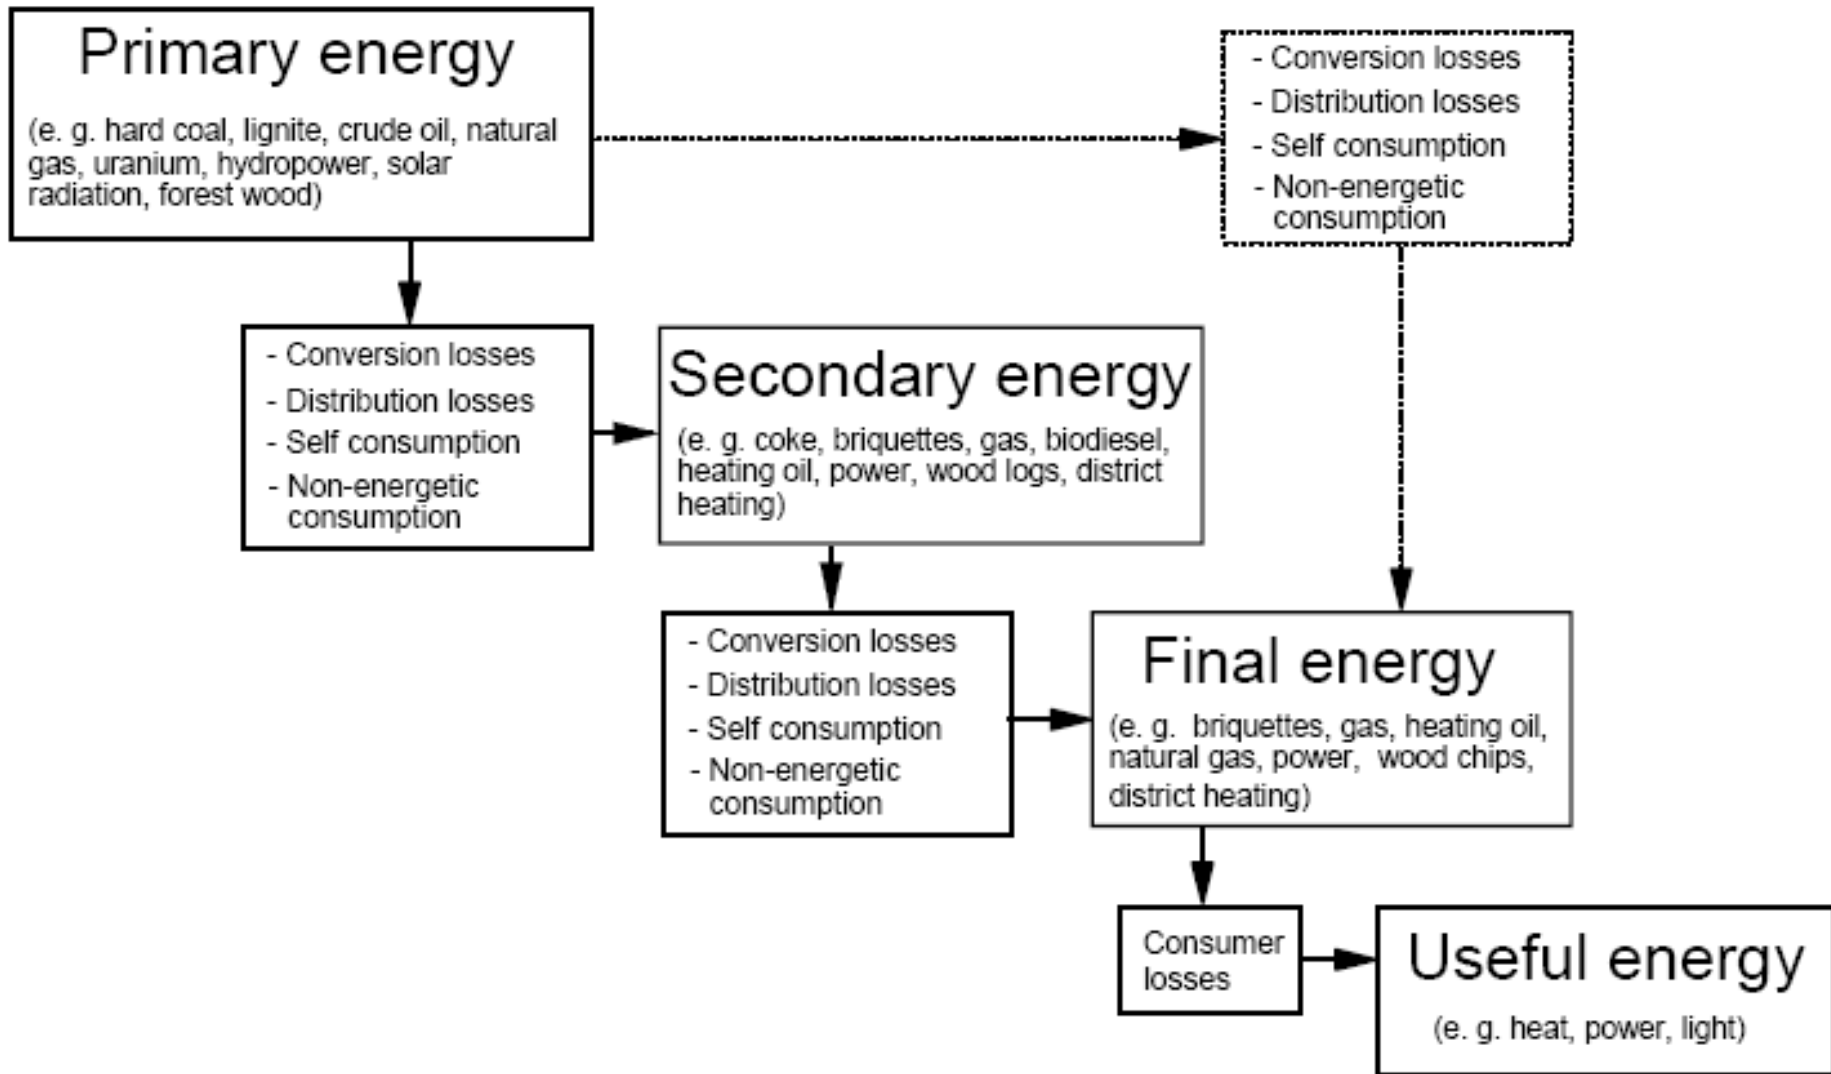 Primary energy
(e. g. hard coal, lignite, crude oil, natural
gas, uranium, hydropower, solar
radiation, forest wood)
- Conversion losses
- Distribution losses
- Self consumption
- Non-energetic
consumption
- Conversion losses
- Distribution losses
- Self consumption
- Non-energetic
consumption
Secondary energy
(e. g. coke, briquettes, gas, biodiesel,
heating oil, power, wood logs, district
heating)
- Conversion losses
- Distribution losses
- Self consumption
- Non-energetic
consumption
Final energy
(e. g. briquettes, gas, heating oil,
natural gas, power, wood chips,
district heating)
Consumer
losses
Useful energy
(e. g. heat, power, light)